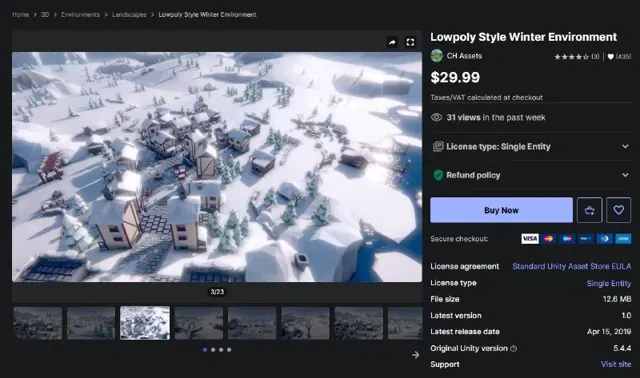 Home > 3D > Environments > Landscapes > Lowpoly Style Winter Environment
Lowpoly Style Winter Environment
CH Assets
(3) | (435)
$29.99
Taxes/VAT calculated at checkout
31 views in the past week
License type: Single Entity
Refund policy
Buy Now
Secure checkout:
VISA
License agreement Standard Unity Asset Store EULA
License type Single Entity
File size 12.6 MB
Latest version 1.0
Latest release date Apr 15, 2019
Original Unity version 5.4.4
Support Visit site
3/23